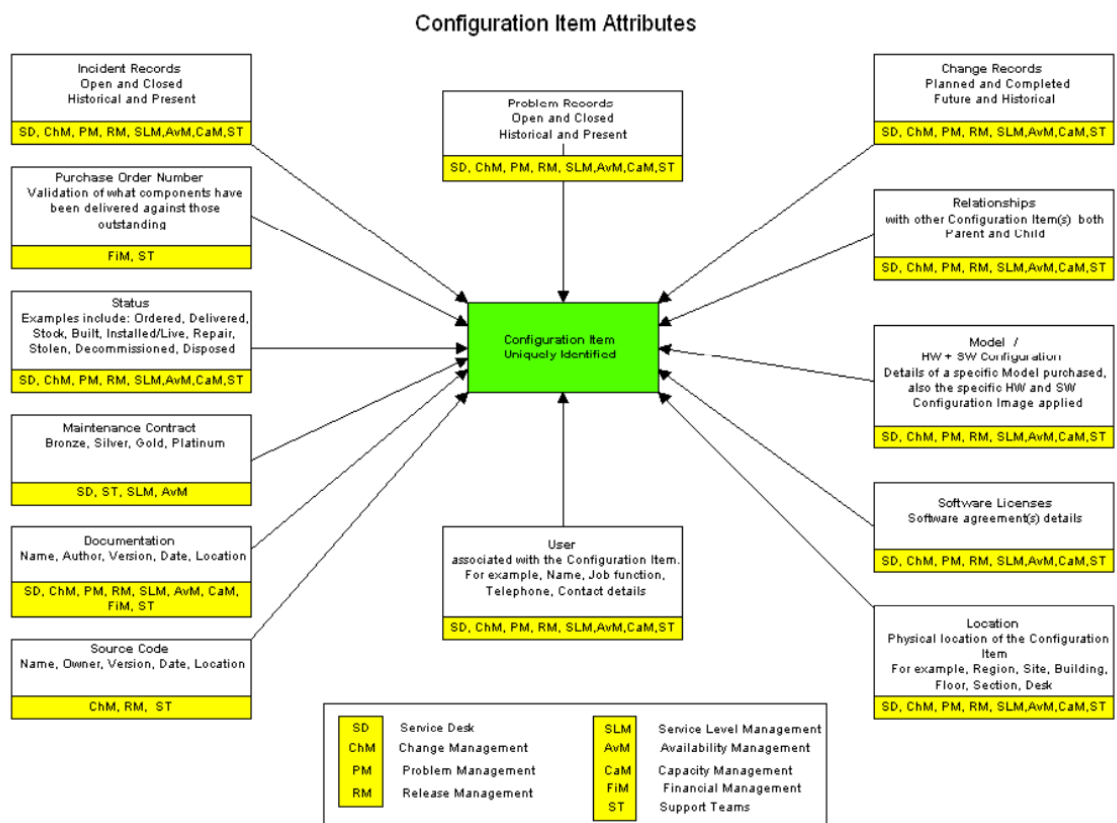 Configuration Item Attributes
Incident Records
Open and Closed
Historical and Present
SD, ChM, PM, RM, SLM,AvM,CaM,ST
Purchase Order Number
Validation of what components have
been delivered against those
outstanding
FiM, ST
Status
Examples include: Ordered, Delivered,
Stock, Built, Installed/Live, Repair,
Stolen, Decommissioned, Disposed
SD, ChM, PM, RM, SLM,AvM,CaM,ST
Maintenance Contract
Bronze, Silver, Gold, Platinum
SD, ST, SLM, AvM
Documentation
Name, Author, Version, Date, Location
SD, ChM, PM, RM, SLM, AvM, CaM,
FiM, ST
Source Code
Name, Owner, Version, Date, Location
ChM, RM, ST
Problem Records
Open and Closed
Historical and Present
SD, ChM, PM, RM, SLM,AvM,CaM,ST
Configuration Item
Uniquely Identified
User
associated with the Configuration Item.
For example, Name, Job function,
Telephone, Contact details
SD, ChM, PM, RM, SLM,AvM,CaM,ST
Change Records
Planned and Completed
Future and Historical
SD, ChM, PM, RM, SLM,AvM,CaM,ST
Relationships
with other Configuration Item(s) both
Parent and Child
SD, ChM, PM, RM, SLM,AvM,CaM,ST
Model /
HW + SW Configuration
Details of a specific Model purchased,
also the specific HW and SW
Configuration Image applied
SD, ChM, PM, RM, SLM,AvM,CaM,ST
Software Licenses
Software agreement(s) details
SD, ChM, PM, RM, SLM,AvM,CaM,ST
Location
Physical location of the Configuration
Item
For example, Region, Site, Building,
Floor, Section, Desk
SD, ChM, PM, RM, SLM,AvM,CaM,ST
SD Service Desk
ChM Change Management
PM Problem Management
RM Release Management
SLM Service Level Management
AvM Availability Management
CaM Capacity Management
FiM Financial Management
ST Support Teams